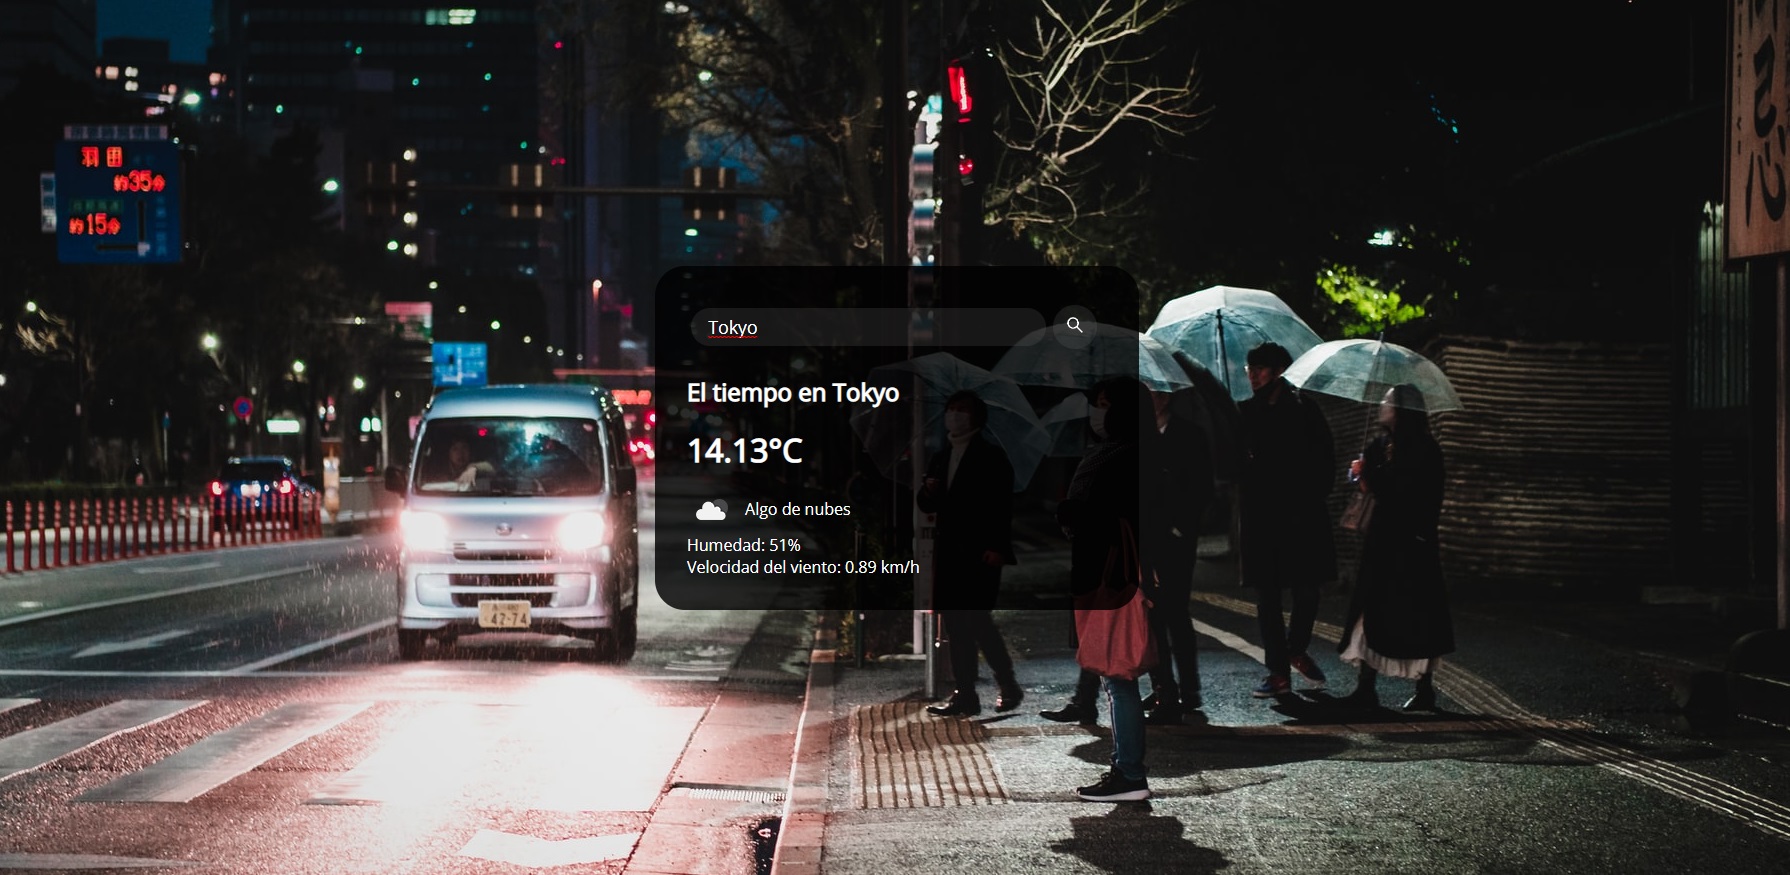 羽田
約35分
約15分
Tokyo
El tiempo en Tokyo
14.13°C
Algo de nubes
Humedad: 51%
Velocidad del viento: 0.89 km/h
42-74